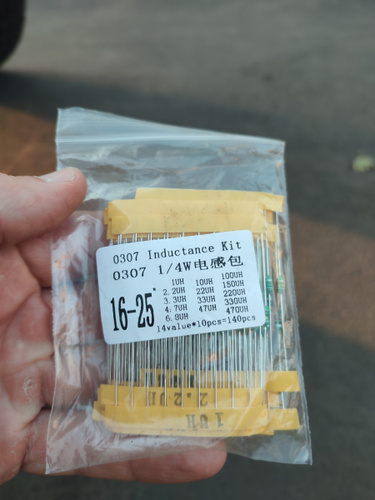 0307 Inductance Kit
0307 1/4W电感包
16-25
1UH 10UH 100UH
2.2UH 22UH 150UH
3.3UH 33UH 220UH
4.7UH 47UH 330UH
6.8UH 470UH
14value*10pcs=140pcs
2.2UH
1UH